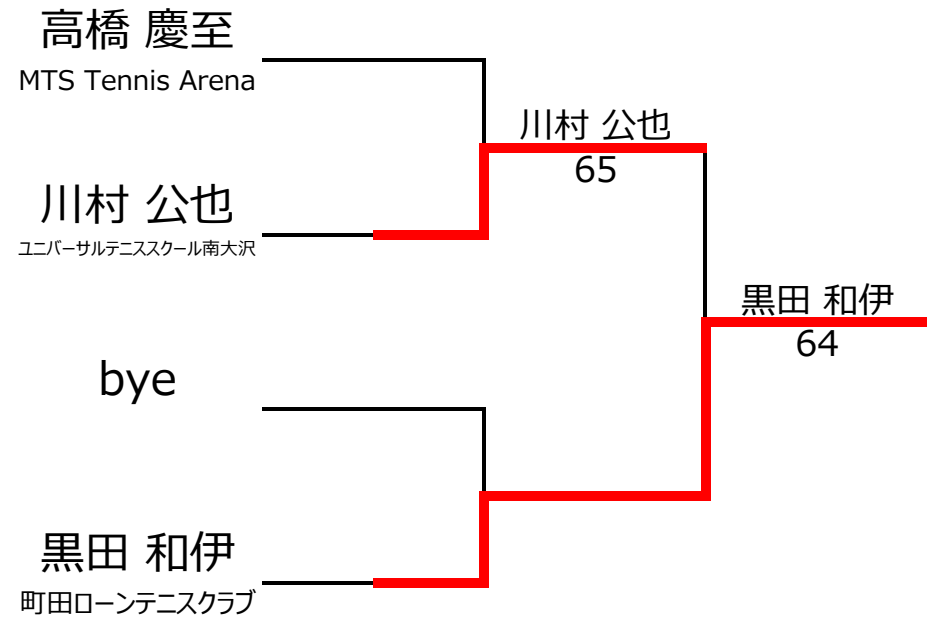 高橋 慶至
MTS Tennis Arena
川村 公也
65
川村 公也
ユニバーサルテニススクール南大沢
黒田 和伊
64
bye
黒田 和伊
町田ローンテニスクラブ